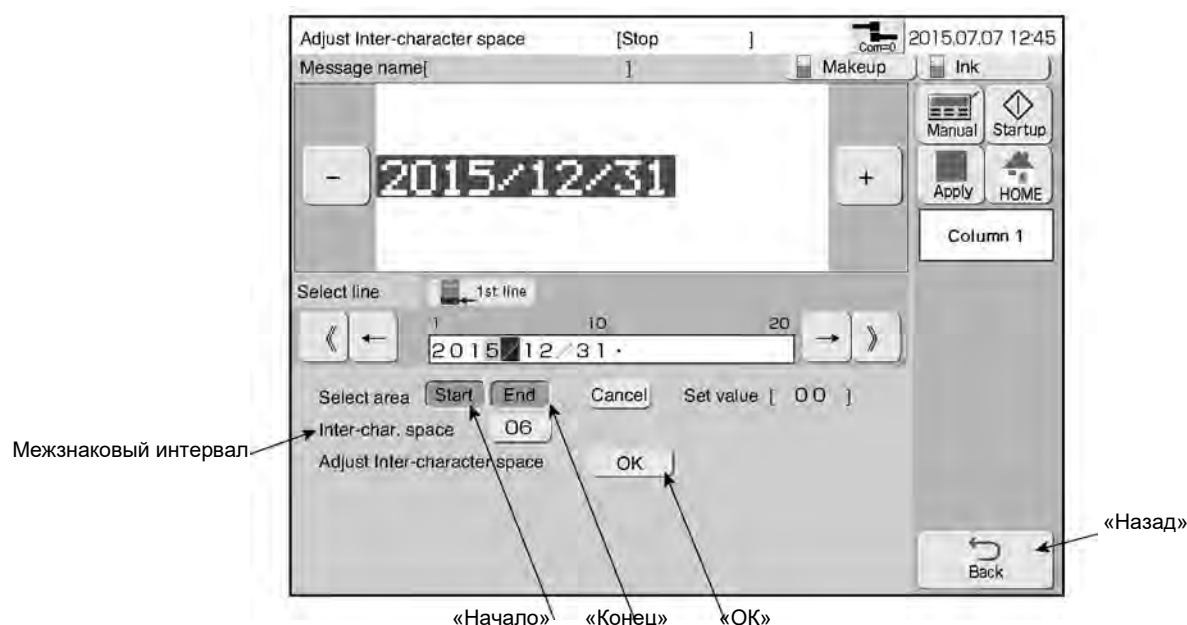 Adjust Inter-character space [Stop ] Com=0 2015.07.07 12:45
Message name[ ] Makeup Ink
Manual Startup
- 2015/12/31 +
Apply HOME
Column 1
Select line 1st line
1 10 20
《 ← 2015/12/31· → 》
Select area Start End Cancel Set value [ 00 ]
Межзнаковый интервал Inter-char. space 06
Adjust Inter-character space OK
«Назад»
Back
«Начало» «Конец» «ОК»